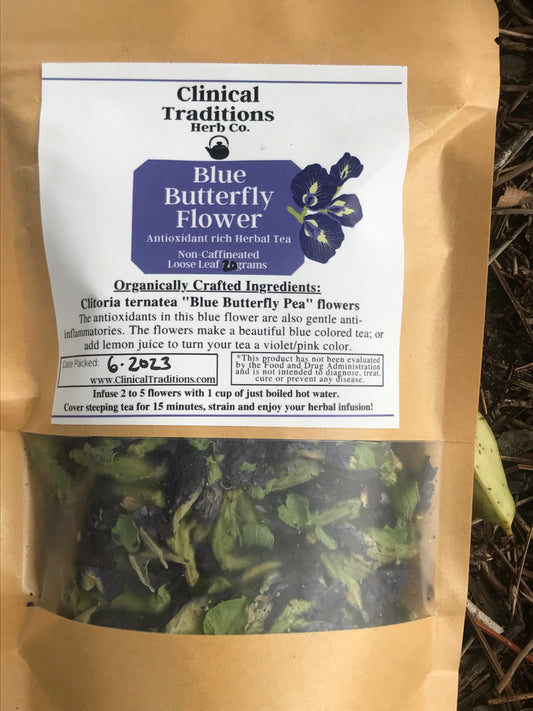 Clinical
Traditions
Herb Co.
Blue
Butterfly
Flower
Antioxidant rich Herbal Tea
Non-Caffineated
Loose Leaf grams
Organically Crafted Ingredients:
Clitoria ternatea "Blue Butterfly Pea" flowers
The antioxidants in this blue flower are also gentle anti-
inflammatories. The flowers make a beautiful blue colored tea; or
add lemon juice to turn your tea a violet/pink color.
Date Packed: 6-2023
www.ClinicalTraditions.com
*This product has not been evaluated
by the Food and Drug Administration
and is not intended to diagnose, treat,
cure or prevent any disease.
Infuse 2 to 5 flowers with 1 cup of just boiled hot water.
Cover steeping tea for 15 minutes, strain and enjoy your herbal infusion!